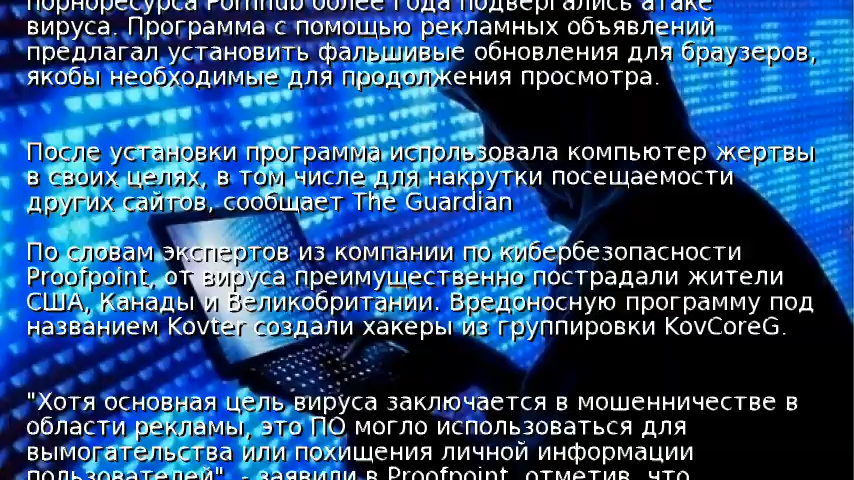 порноресурса Pornhub более года подвергались атаке
вируса. Программа с помощью рекламных объявлений
предлагал установить фальшивые обновления для браузеров,
якобы необходимые для продолжения просмотра.
После установки программа использовала компьютер жертвы
в своих целях, в том числе для накрутки посещаемости
других сайтов, сообщает The Guardian
По словам экспертов из компании по кибербезопасности
Proofpoint, от вируса преимущественно пострадали жители
США, Канады и Великобритании. Вредоносную программу под
названием Kovter создали хакеры из группировки KovCoreG.
"Хотя основная цель вируса заключается в мошенничестве в
области рекламы, это ПО могло использоваться для
вымогательства или похищения личной информации
пользователей", - заявили в Proofpoint, отметив, что